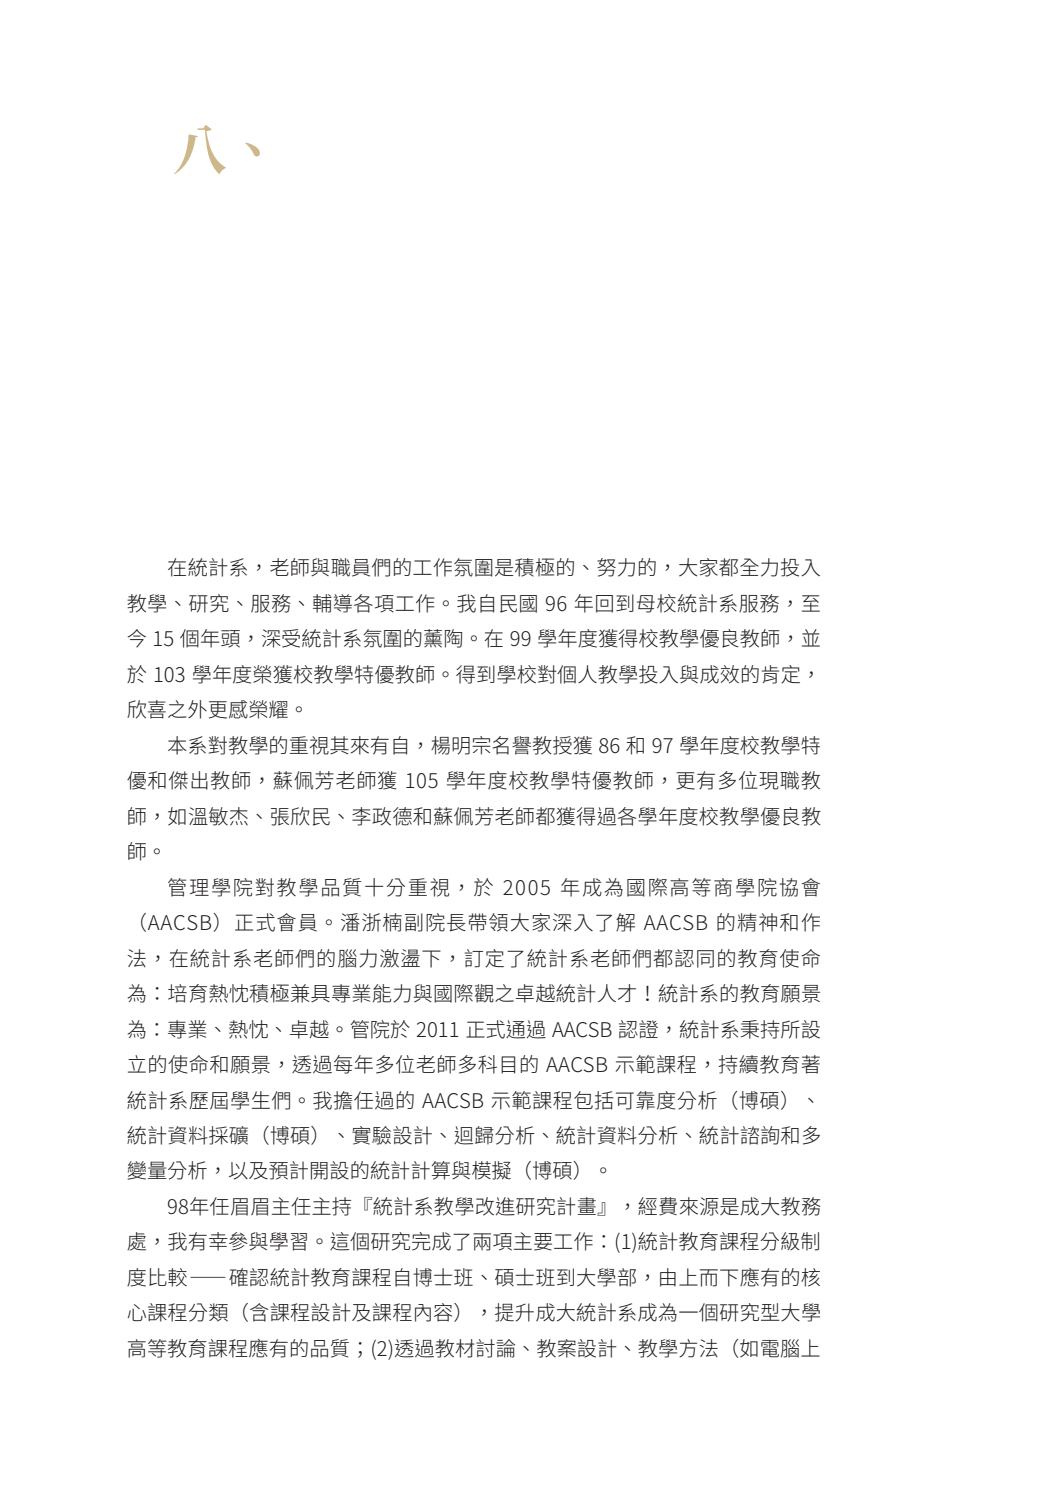 八、
在統計系，老師與職員們的工作氛圍是積極的、努力的，大家都全力投入
教學、研究、服務、輔導各項工作。我自民國 96 年回到母校統計系服務，至
今 15 個年頭，深受統計系氛圍的薰陶。在 99 學年度獲得校教學優良教師，並
於 103 學年度榮獲校教學特優教師。得到學校對個人教學投入與成效的肯定，
欣喜之外更感榮耀。
本系對教學的重視其來有自，楊明宗名譽教授獲 86 和 97 學年度校教學特
優和傑出教師，蘇佩芳老師獲 105 學年度校教學特優教師，更有多位現職教
師，如溫敏杰、張欣民、李政德和蘇佩芳老師都獲得過各學年度校教學優良教
師。
管理學院對教學品質十分重視，於 2005 年成為國際高等商學院協會
（AACSB）正式會員。潘浙楠副院長帶領大家深入了解 AACSB 的精神和作
法，在統計系老師們的腦力激盪下，訂定了統計系老師們都認同的教育使命
為：培育熱忱積極兼具專業能力與國際觀之卓越統計人才！統計系的教育願景
為：專業、熱忱、卓越。管院於 2011 正式通過 AACSB 認證，統計系秉持所設
立的使命和願景，透過每年多位老師多科目的 AACSB 示範課程，持續教育著
統計系歷屆學生們。我擔任過的 AACSB 示範課程包括可靠度分析（博碩）、
統計資料採礦（博碩）、實驗設計、迴歸分析、統計資料分析、統計諮詢和多
變量分析，以及預計開設的統計計算與模擬（博碩）。
98年任眉眉主任主持『統計系教學改進研究計畫』，經費來源是成大教務
處，我有幸參與學習。這個研究完成了兩項主要工作：(1)統計教育課程分級制
度比較——確認統計教育課程自博士班、碩士班到大學部，由上而下應有的核
心課程分類（含課程設計及課程內容），提升成大統計系成為一個研究型大學
高等教育課程應有的品質；(2)透過教材討論、教案設計、教學方法（如電腦上